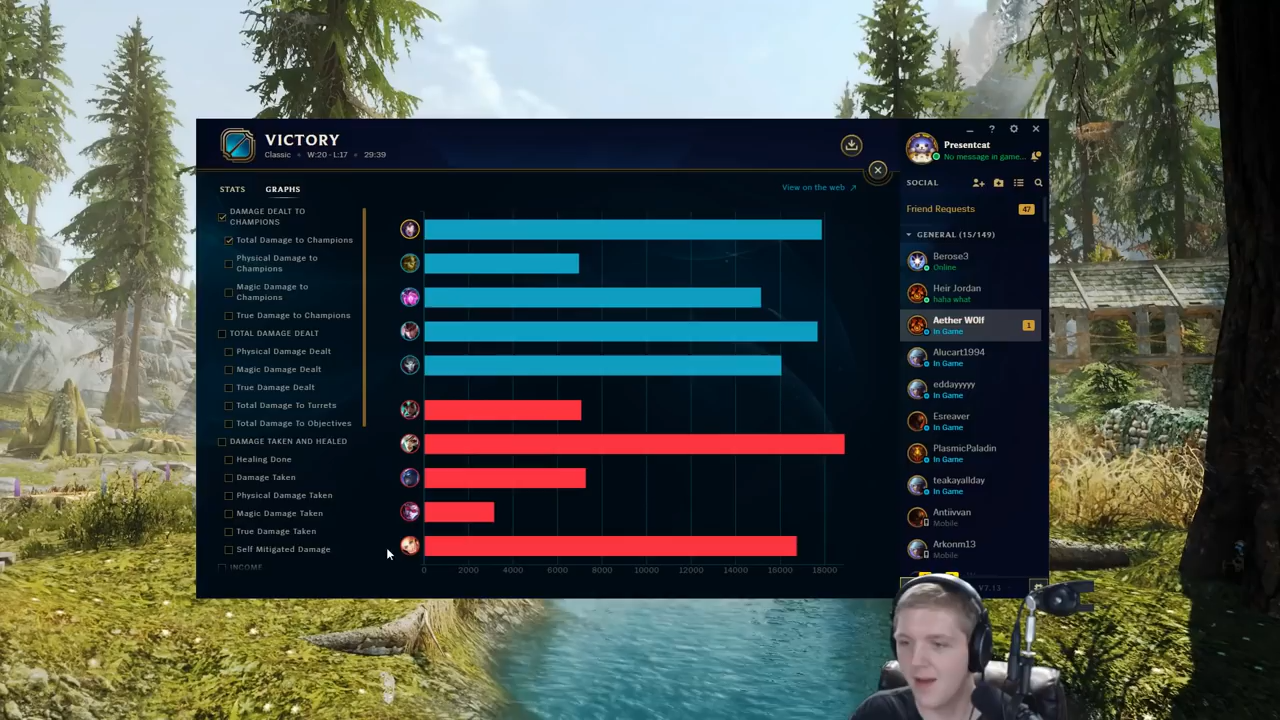 VICTORY
Classic W:20 - L:17 29:39
STATS
GRAPHS
View on the web
DAMAGE DEALT TO
CHAMPIONS
Total Damage to Champions
Physical Damage to
Champions
Magic Damage to
Champions
True Damage to Champions
TOTAL DAMAGE DEALT
Physical Damage Dealt
Magic Damage Dealt
True Damage Dealt
Total Damage To Turrets
Total Damage To Objectives
DAMAGE TAKEN AND HEALED
Healing Done
Damage Taken
Physical Damage Taken
Magic Damage Taken
True Damage Taken
Self Mitigated Damage
INCOME
0 2000 4000 6000 8000 10000 12000 14000 16000 18000
?
Presentcat
No message in game...
SOCIAL
Friend Requests
47
GENERAL (15/149)
Berose3
Online
Heir Jordan
haha what
Aether W0lf
In Game
1
Alucart1994
In Game
eddayyyyy
In Game
Esreaver
In Game
PlasmicPaladin
In Game
teakayallday
In Game
Antiivvan
Mobile
Arkonm13
Mobile
V7.13